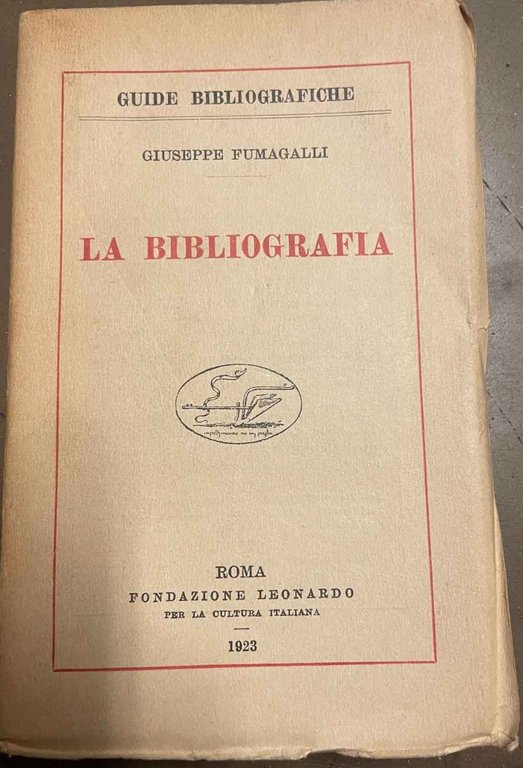 GUIDE BIBLIOGRAFICHE
GIUSEPPE FUMAGALLI
LA BIBLIOGRAFIA
ROMA
FONDAZIONE LEONARDO
PER LA CULTURA ITALIANA
1923